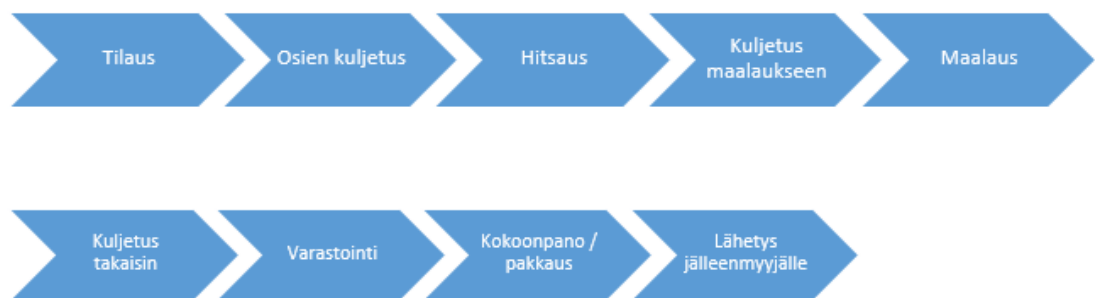 Tilaus
Osien kuljetus
Hitsaus
Kuljetus
maalaukseen
Maalaus
Kuljetus
takaisin
Varastointi
Kokoonpano /
pakkaus
Lähetys
jälleenmyyjälle